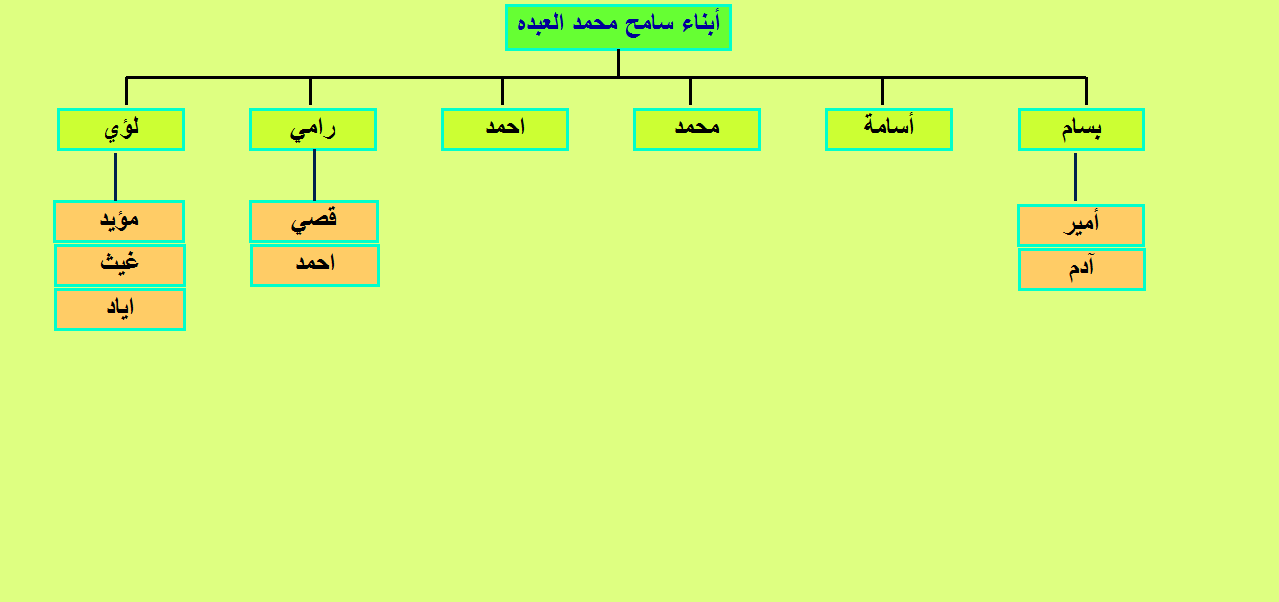 أبناء سامح محمد العبده
بسام
أسامة
محمد
احمد
رامي
لؤي
أمير
آدم
قصي
احمد
مؤيد
غيث
اياد